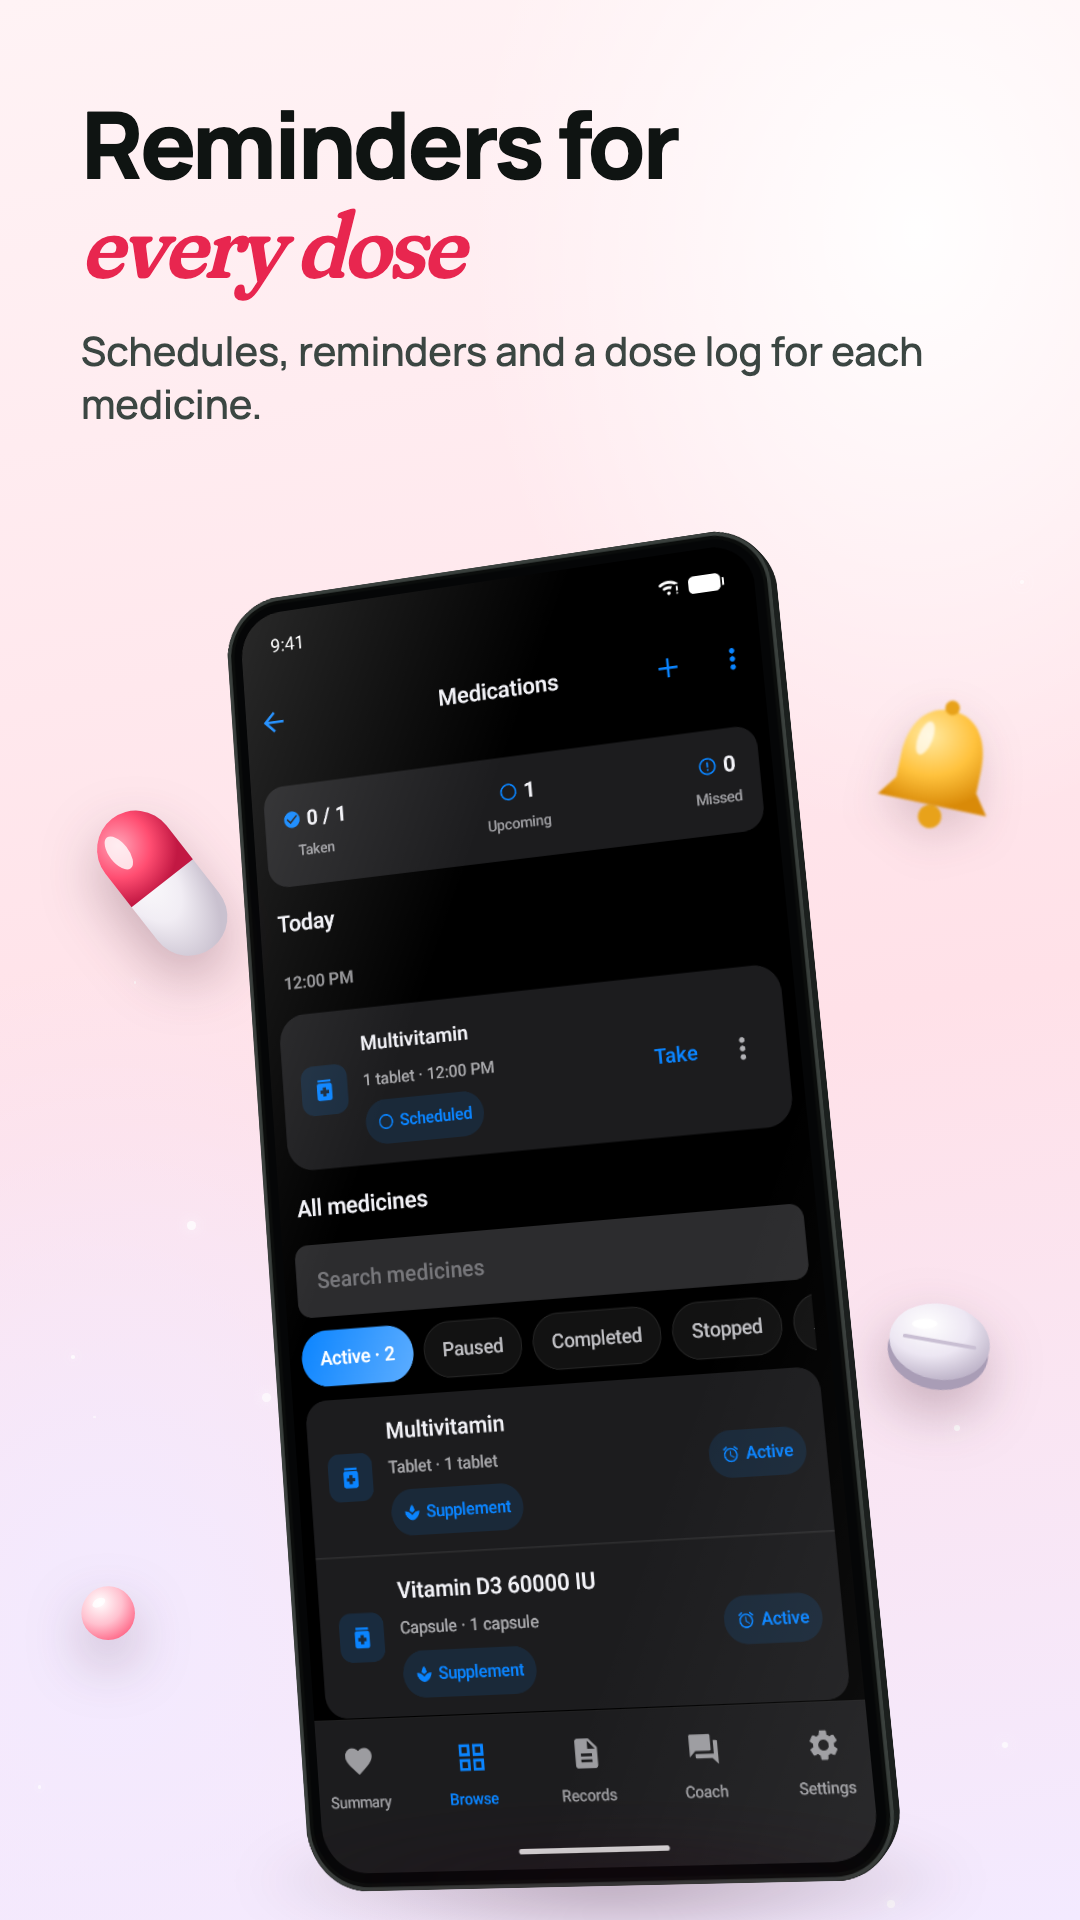 Reminders for
every dose
Schedules, reminders and a dose log for each
medicine.
9:41
Medications
0 / 1
Taken
1
Upcoming
0
Missed
Today
12:00 PM
Multivitamin
1 tablet · 12:00 PM
Scheduled
Take
All medicines
Search medicines
Active · 2
Paused
Completed
Stopped
Multivitamin
Tablet · 1 tablet
Supplement
Active
Vitamin D3 60000 IU
Capsule · 1 capsule
Supplement
Active
Summary
Browse
Records
Coach
Settings